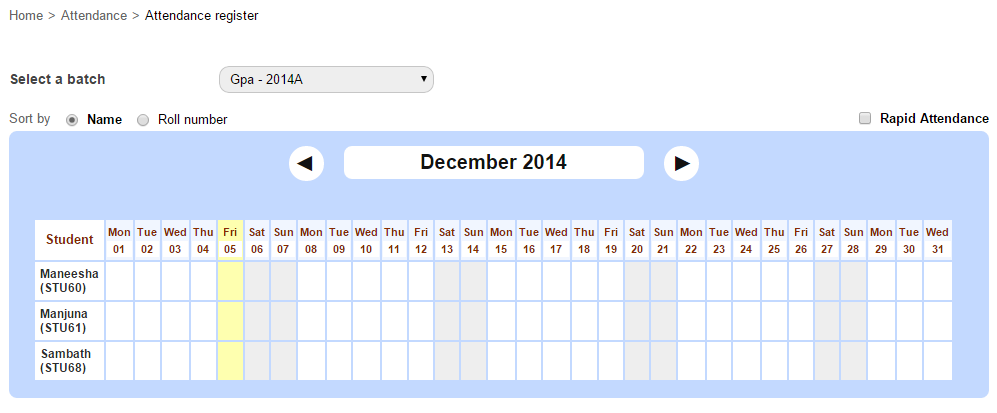 Home > Attendance > Attendance register
Select a batch Gpa - 2014A
Sort by Name Roll number Rapid Attendance
December 2014
Student Mon Tue Wed Thu Fri Sat Sun Mon Tue Wed Thu Fri Sat Sun Mon Tue Wed Thu Fri Sat Sun Mon Tue Wed Thu Fri Sat Sun Mon Tue Wed
01 02 03 04 05 06 07 08 09 10 11 12 13 14 15 16 17 18 19 20 21 22 23 24 25 26 27 28 29 30 31
Maneesha
(STU60)
Manjuna
(STU61)
Sambath
(STU68)